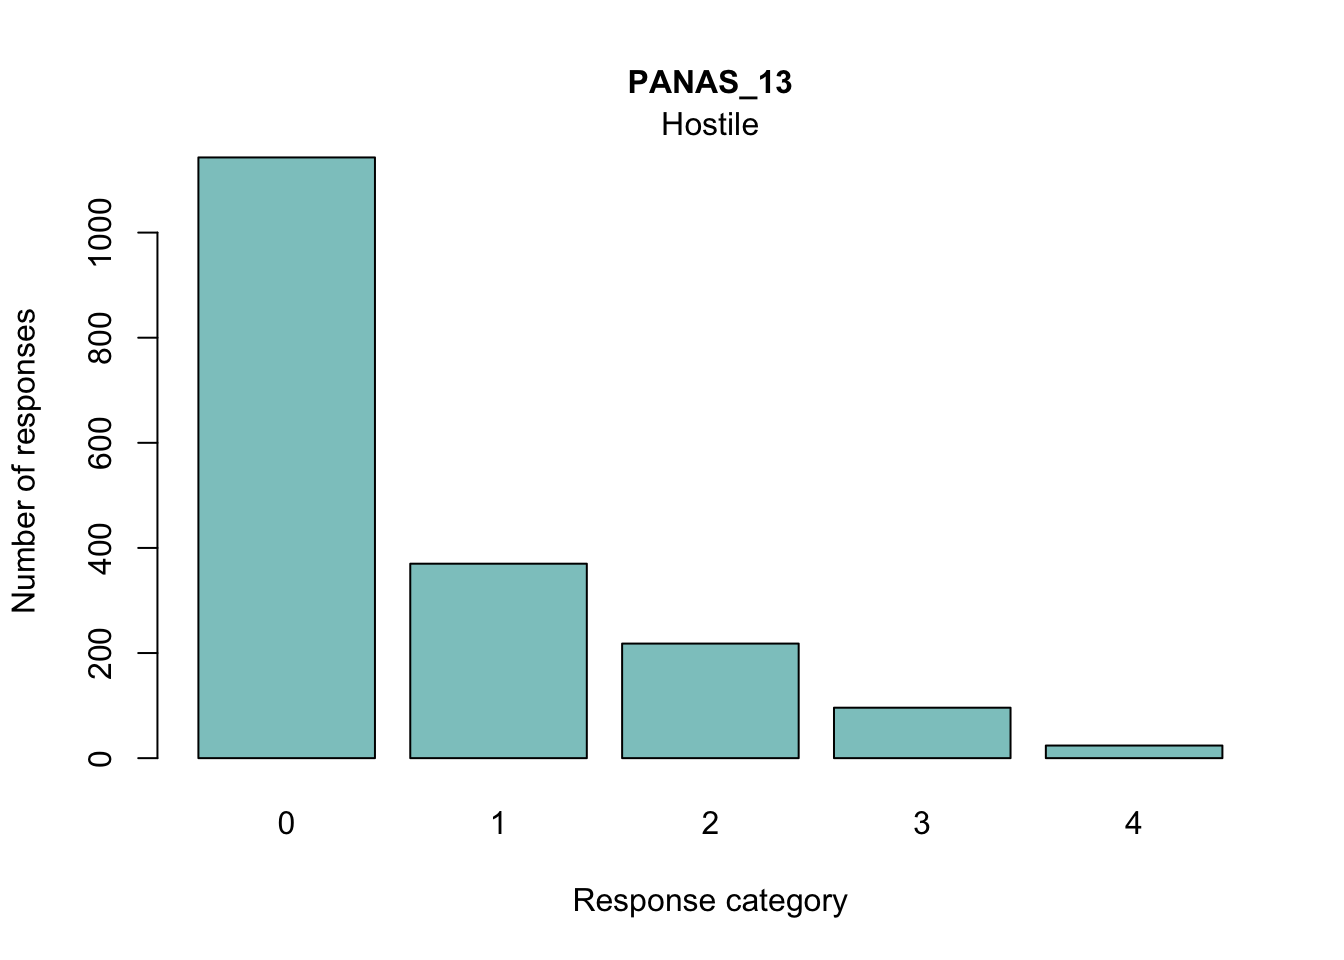 PANAS_13
Hostile
Number of responses
1000
800
600
400
200
0
0 1 2 3 4
Response category